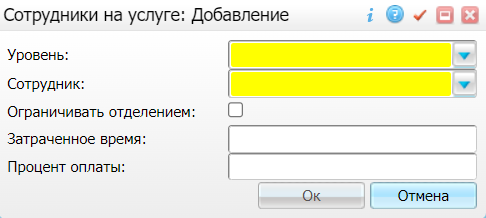 Сотрудники на услуге: Добавление
Уровень:
Сотрудник:
Ограничивать отделением:
Затраченное время:
Процент оплаты:
Ок Отмена